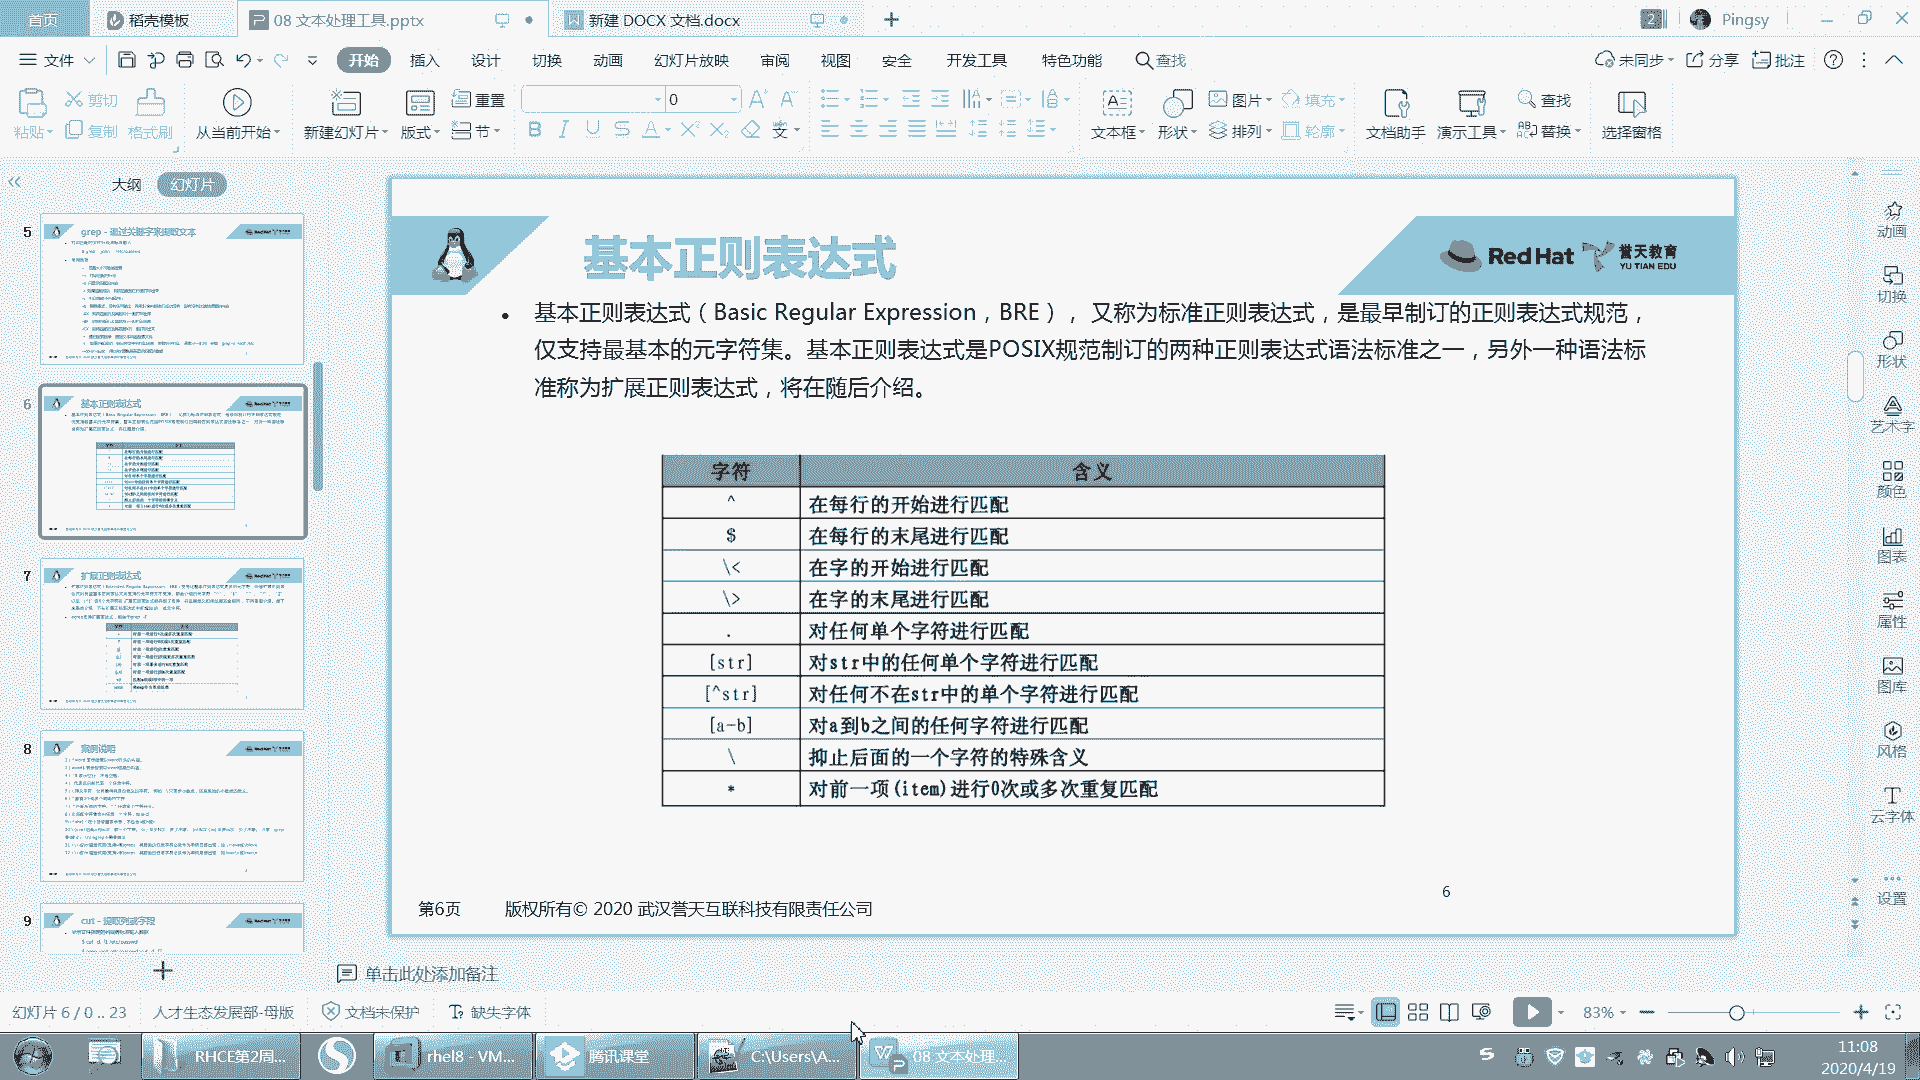 首页
稻壳模板
08 文本处理工具.pptx
新建 DOCX 文档.docx
2
Pingsy
文件
开始
插入
设计
切换
动画
幻灯片放映
审阅
视图
安全
开发工具
特色功能
查找
未同步
分享
批注
粘贴
剪切
复制
格式刷
从当前开始
新建幻灯片
版式
重置
节
0
文本框
形状
图片
排列
填充
轮廓
文档助手
演示工具
查找
替换
选择窗格
大纲
幻灯片
5
grep - 通过关键字来提取文本
6
基本正则表达式
7
扩展正则表达式
8
案例说明
9
cut - 提取列或字段
基本正则表达式
Red Hat
誉天教育
YU TIAN EDU
• 基本正则表达式（Basic Regular Expression，BRE），又称为标准正则表达式，是最早制订的正则表达式规范，
仅支持最基本的元字符集。基本正则表达式是POSIX规范制订的两种正则表达式语法标准之一，另外一种语法标
准称为扩展正则表达式，将在随后介绍。
字符 含义
^ 在每行的开始进行匹配
$ 在每行的末尾进行匹配
\< 在字的开始进行匹配
\> 在字的末尾进行匹配
. 对任何单个字符进行匹配
[str] 对str中的任何单个字符进行匹配
[^str] 对任何不在str中的单个字符进行匹配
[a-b] 对a到b之间的任何字符进行匹配
\ 抑止后面的一个字符的特殊含义
* 对前一项(item)进行0次或多次重复匹配
6
第6页
版权所有© 2020 武汉誉天互联科技有限责任公司
动画
切换
形状
艺术字
颜色
图表
属性
图库
风格
云字体
设置
单击此处添加备注
幻灯片 6 / 0 .. 23
人才生态发展部-母版
文档未保护
缺失字体
83%
RHCE第2周...
rhel8 - VM...
腾讯课堂
C:\Users\A...
08 文本处理...
11:08
2020/4/19